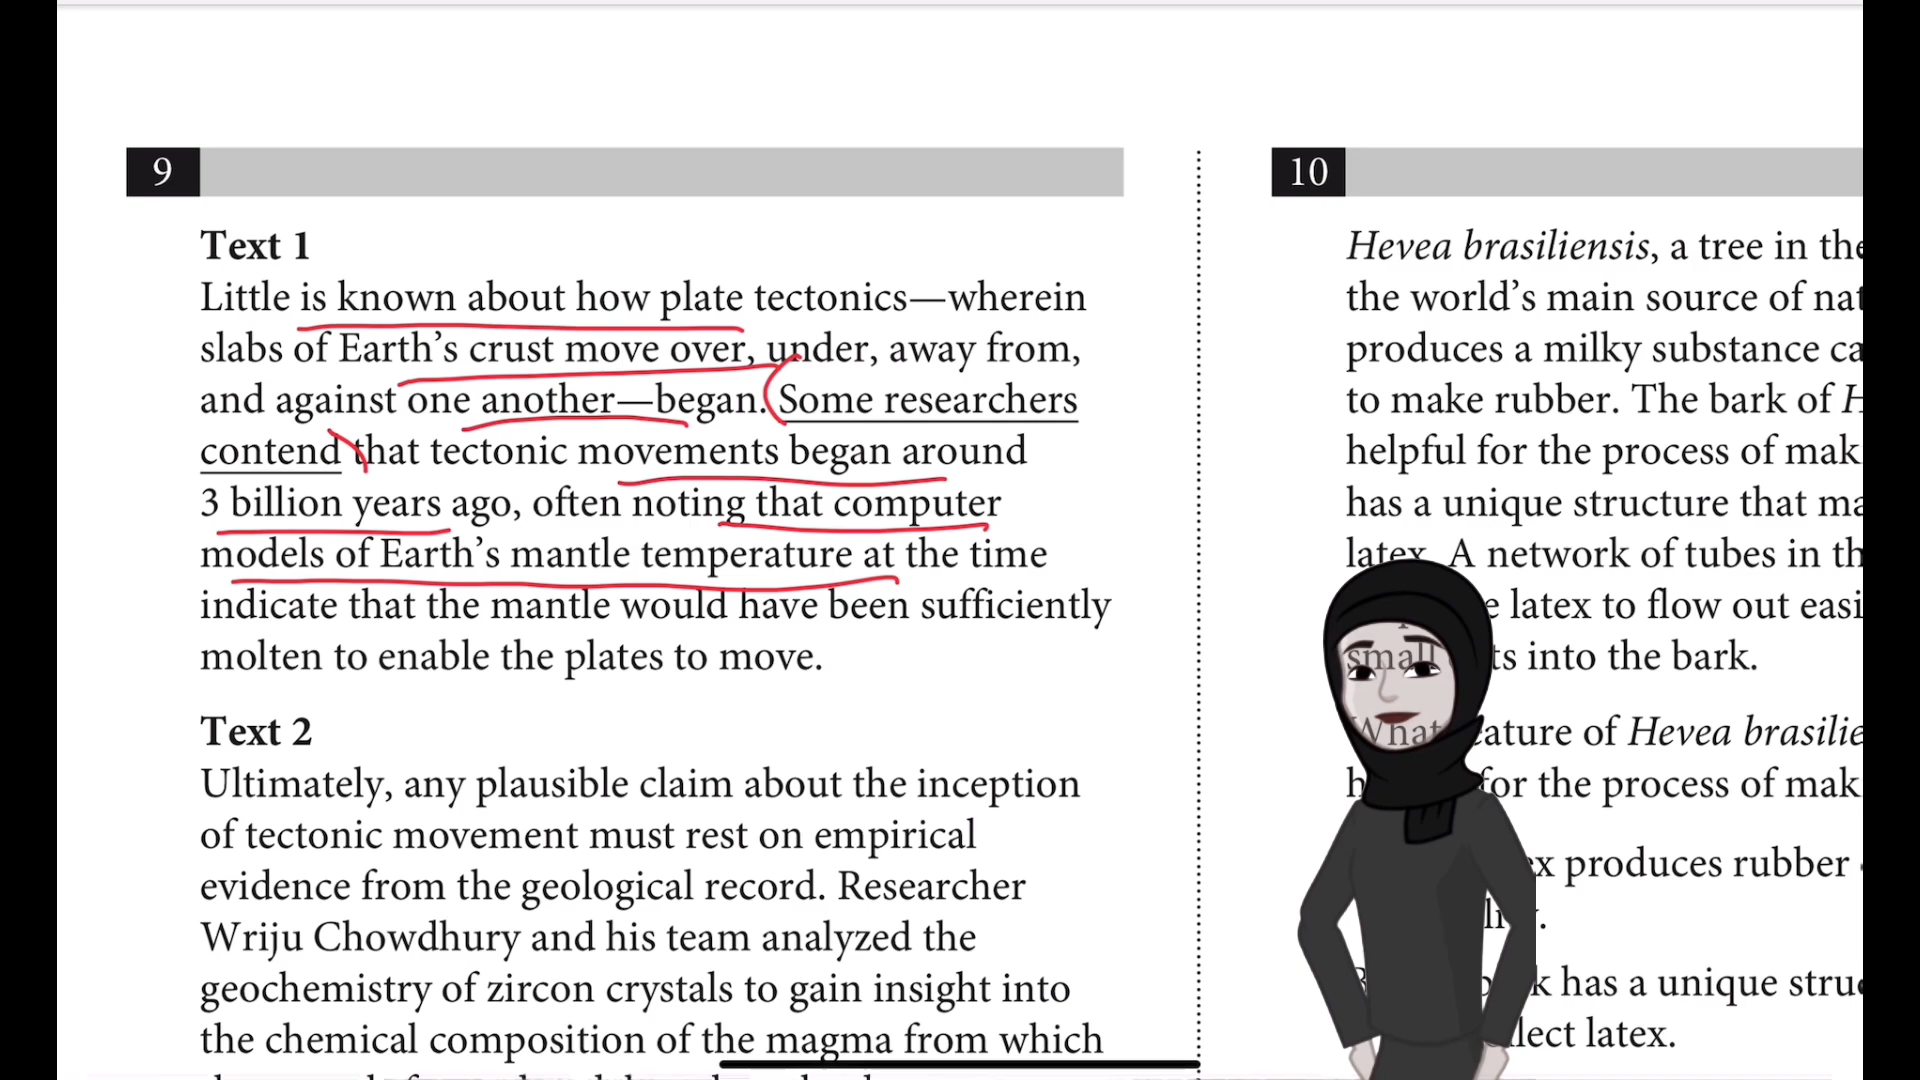 9
Text 1
Little is known about how plate tectonics—wherein
slabs of Earth's crust move over, under, away from,
and against one another—began. Some researchers
contend that tectonic movements began around
3 billion years ago, often noting that computer
models of Earth's mantle temperature at the time
indicate that the mantle would have been sufficiently
molten to enable the plates to move.
Text 2
Ultimately, any plausible claim about the inception
of tectonic movement must rest on empirical
evidence from the geological record. Researcher
Wriju Chowdhury and his team analyzed the
geochemistry of zircon crystals to gain insight into
the chemical composition of the magma from which
10
Hevea brasiliensis, a tree in the
the world's main source of nat
produces a milky substance ca
to make rubber. The bark of H
helpful for the process of mak
has a unique structure that ma
latex. A network of tubes in th
latex to flow out easi
small into the bark.
What feature of Hevea brasilie
for the process of mak
produces rubber
has a unique struc
latex.